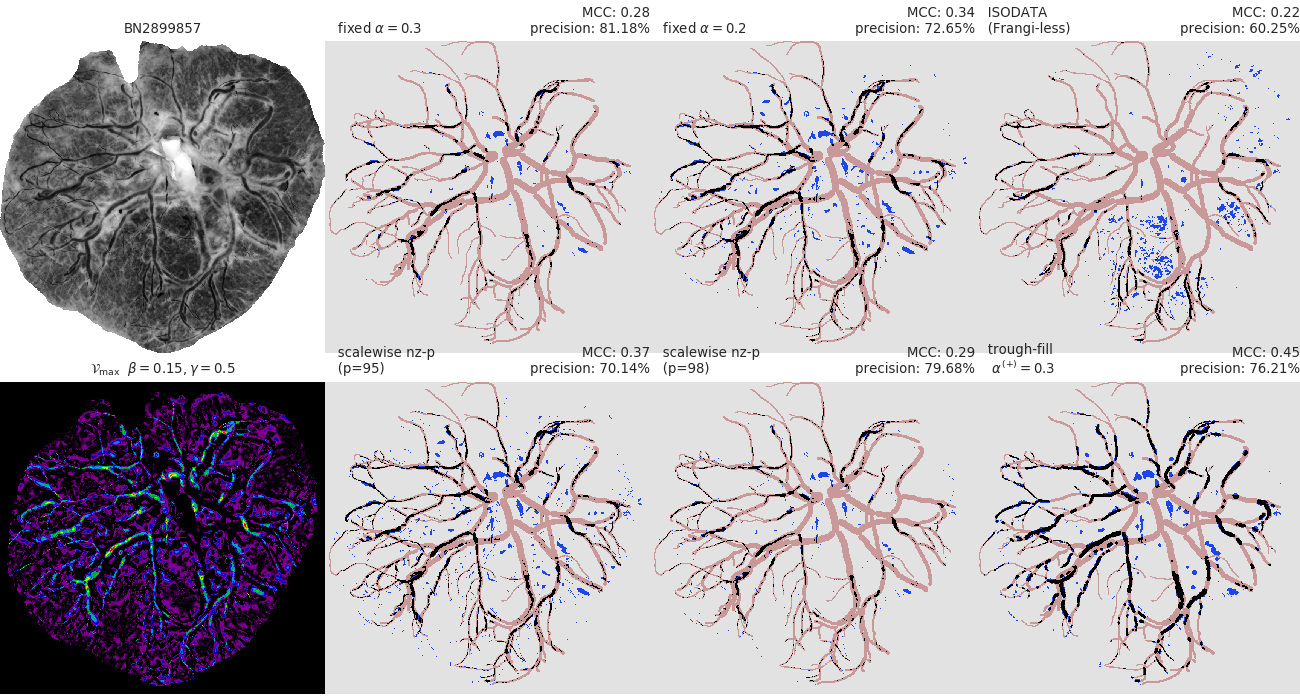 BN2899857
fixed α = 0.3
MCC: 0.28
precision: 81.18%
fixed α = 0.2
MCC: 0.34
precision: 72.65%
ISODATA
(Frangi-less)
MCC: 0.22
precision: 60.25%
𝒱max β = 0.15, γ = 0.5
scalewise nz-p
(p=95)
MCC: 0.37
precision: 70.14%
scalewise nz-p
(p=98)
MCC: 0.29
precision: 79.68%
trough-fill
α(+) = 0.3
MCC: 0.45
precision: 76.21%